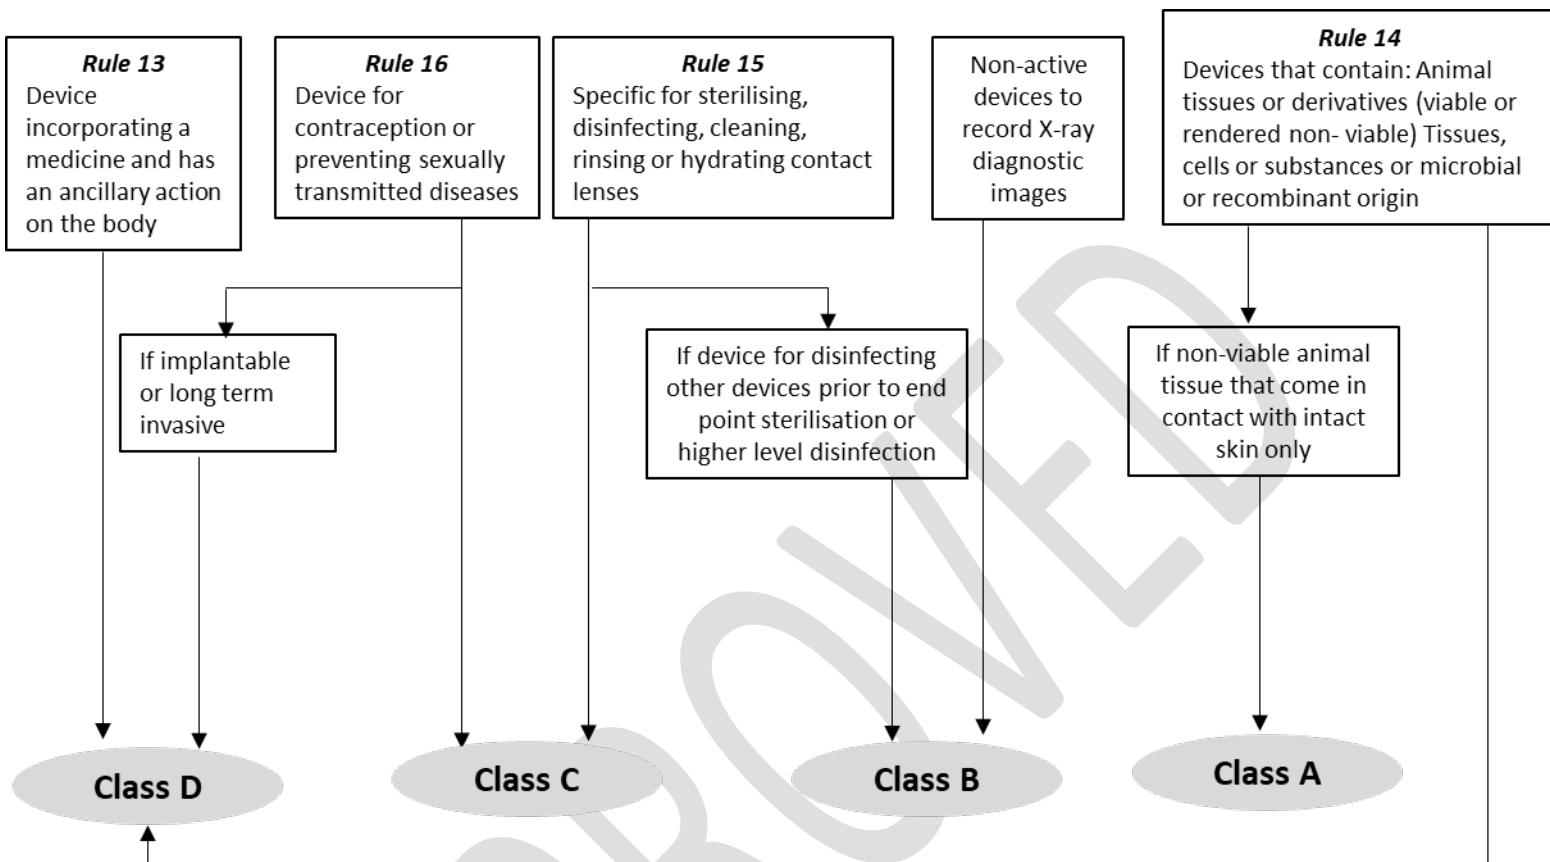 Rule 13
Device
incorporating a
medicine and has
an ancillary action
on the body
Rule 16
Device for
contraception or
preventing sexually
transmitted diseases
Rule 15
Specific for sterilising,
disinfecting, cleaning,
rinsing or hydrating contact
lenses
Non-active
devices to
record X-ray
diagnostic
images
Rule 14
Devices that contain: Animal
tissues or derivatives (viable or
rendered non- viable) Tissues,
cells or substances or microbial
or recombinant origin
If implantable
or long term
invasive
If device for disinfecting
other devices prior to end
point sterilisation or
higher level disinfection
If non-viable animal
tissue that come in
contact with intact
skin only
Class D
Class C
Class B
Class A
ROVED